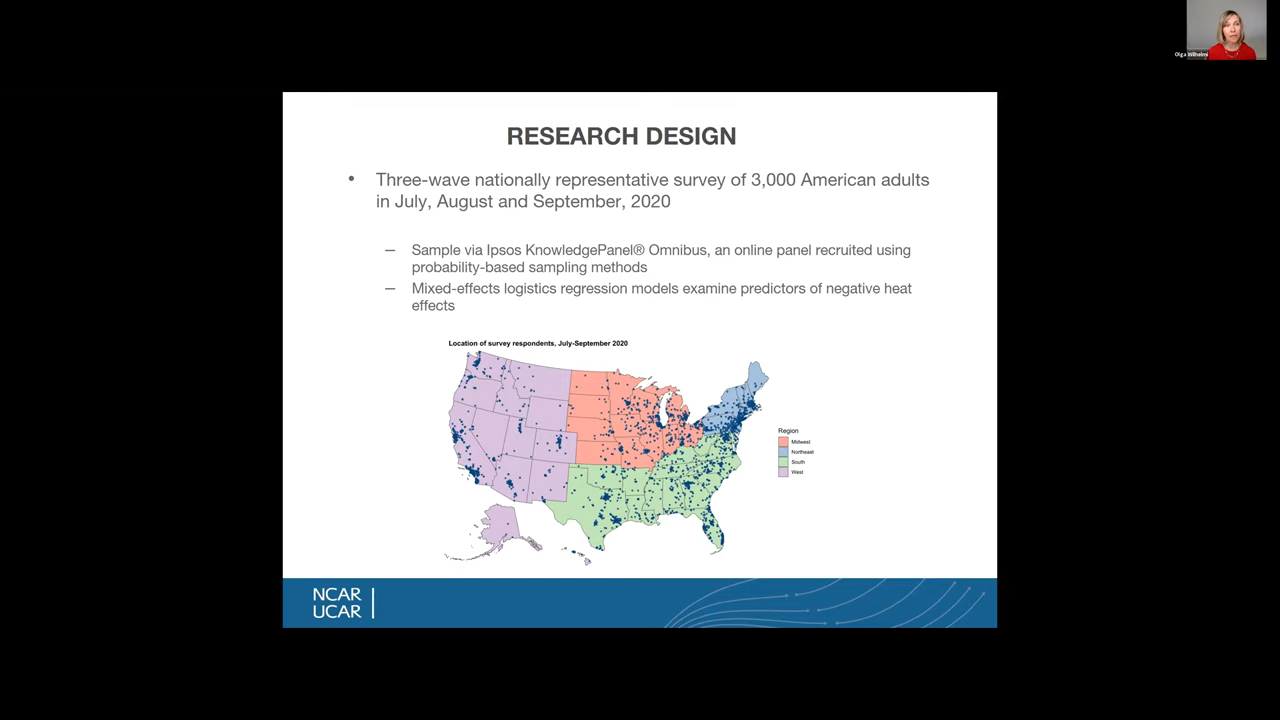 Olga Wilhelmi
RESEARCH DESIGN
• Three-wave nationally representative survey of 3,000 American adults
in July, August and September, 2020
– Sample via Ipsos KnowledgePanel® Omnibus, an online panel recruited using
probability-based sampling methods
– Mixed-effects logistics regression models examine predictors of negative heat
effects
Location of survey respondents, July-September 2020
Region
Midwest
Northeast
South
West
NCAR
UCAR